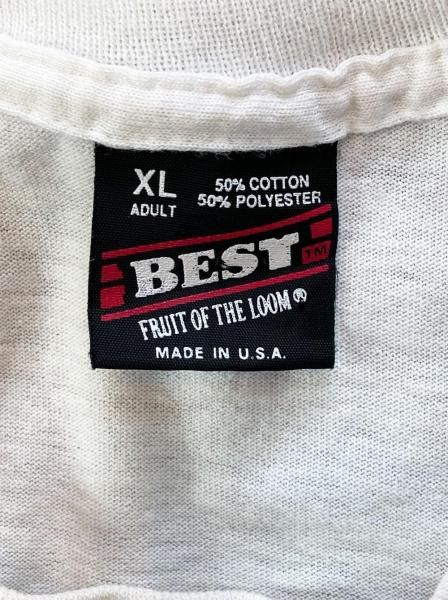 XL 50% COTTON
ADULT 50% POLYESTER
BEST TM
FRUIT OF THE LOOM®
MADE IN U.S.A.